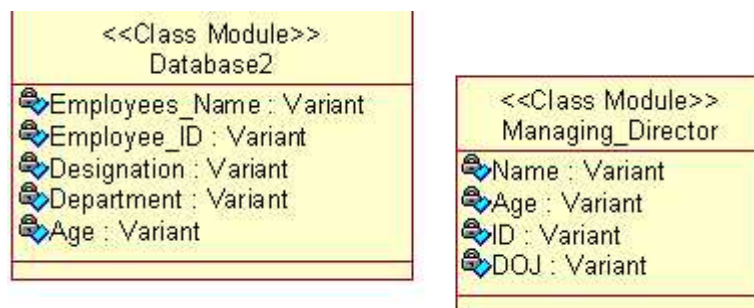 <<Class Module>>
Database2
Employees_Name : Variant
Employee_ID : Variant
Designation : Variant
Department : Variant
Age : Variant
<<Class Module>>
Managing_Director
Name : Variant
Age : Variant
ID : Variant
DOJ : Variant